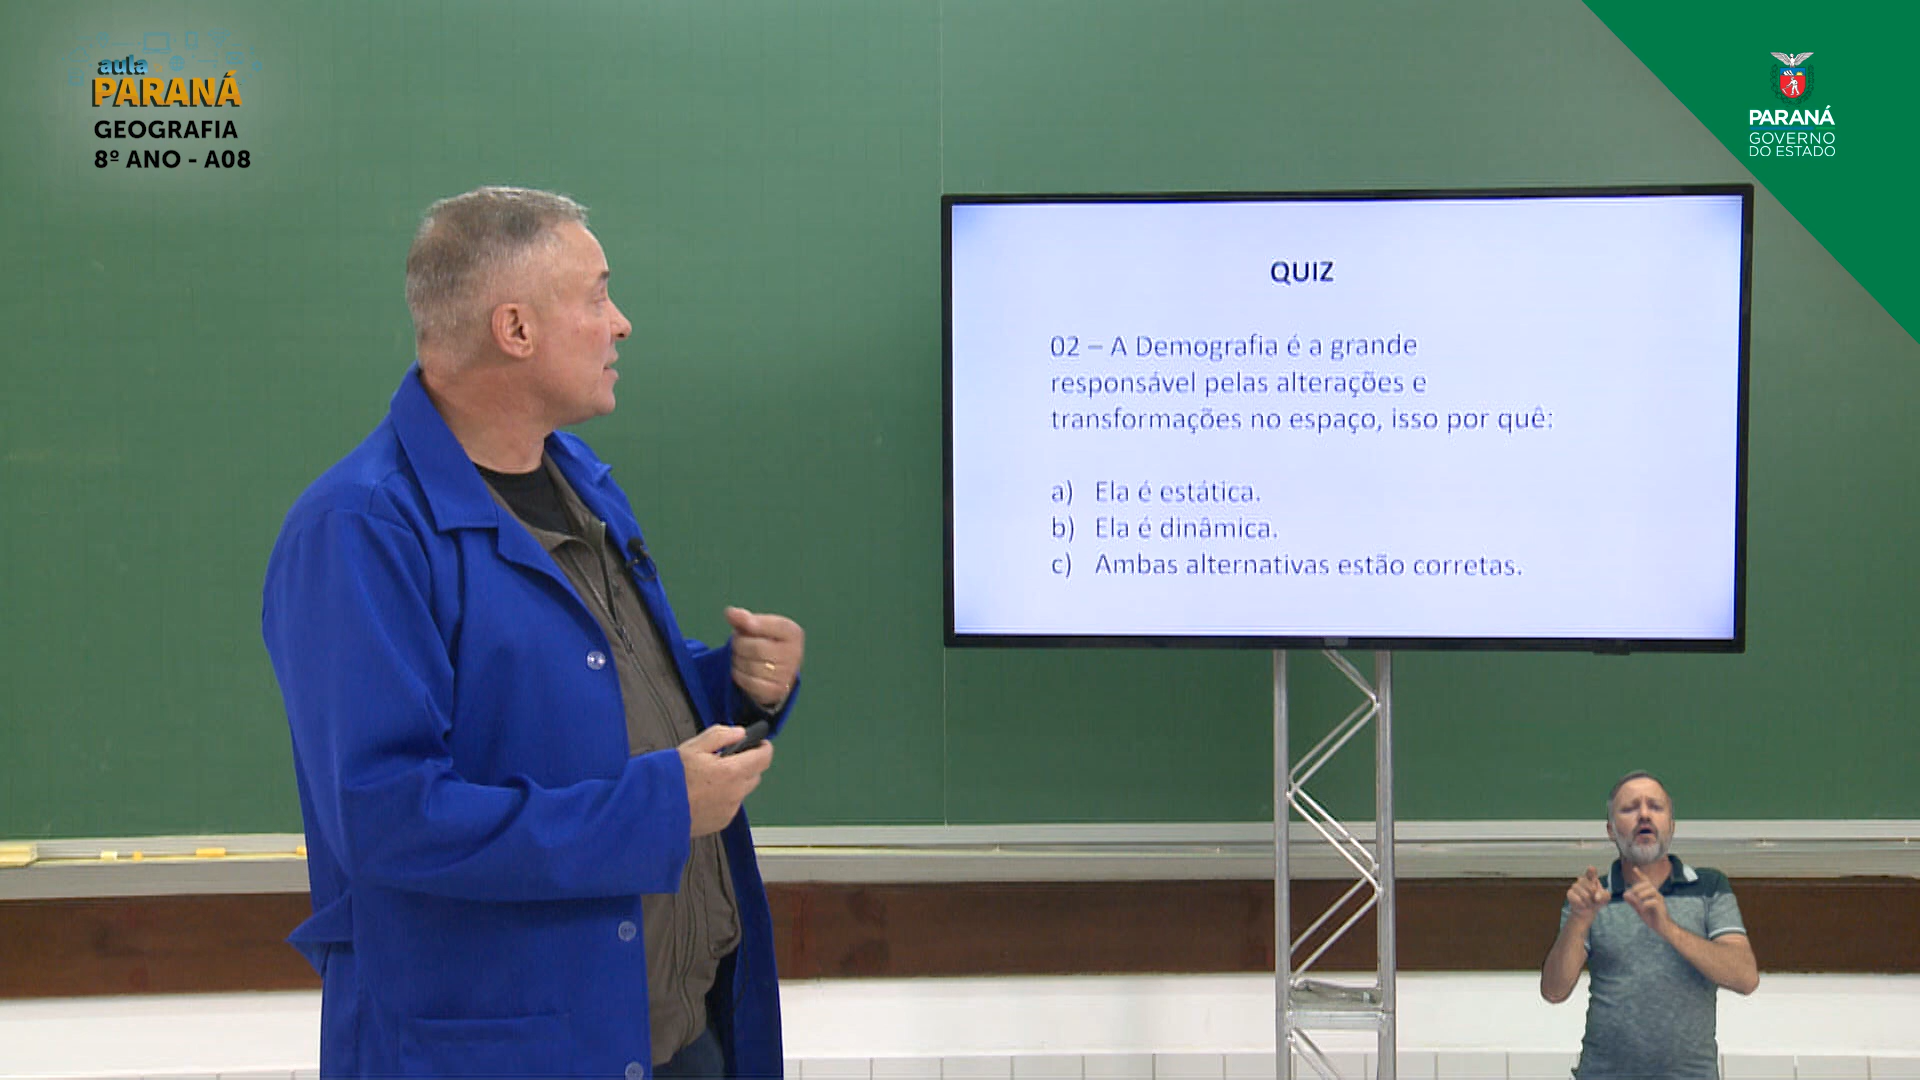 aula
PARANÁ
GEOGRAFIA
8º ANO - A08
PARANÁ
GOVERNO
DO ESTADO
QUIZ
02 – A Demografia é a grande
responsável pelas alterações e
transformações no espaço, isso por quê:
a) Ela é estática.
b) Ela é dinâmica.
c) Ambas alternativas estão corretas.